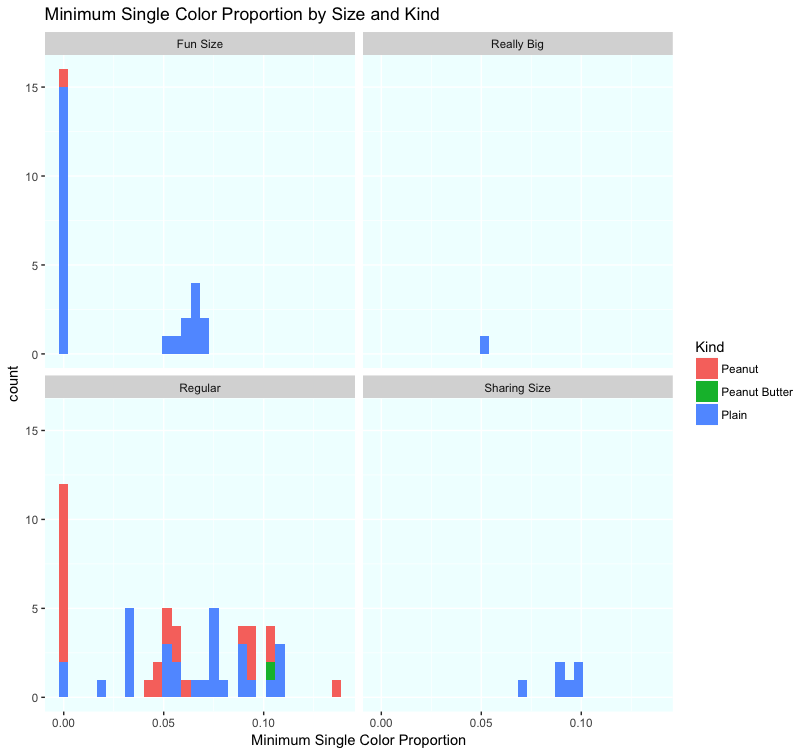 Minimum Single Color Proportion by Size and Kind
Fun Size
Really Big
15
10
5
0
Regular
Sharing Size
15
10
5
0
count
0.00 0.05 0.10 0.00 0.05 0.10
Minimum Single Color Proportion
Kind
Peanut
Peanut Butter
Plain